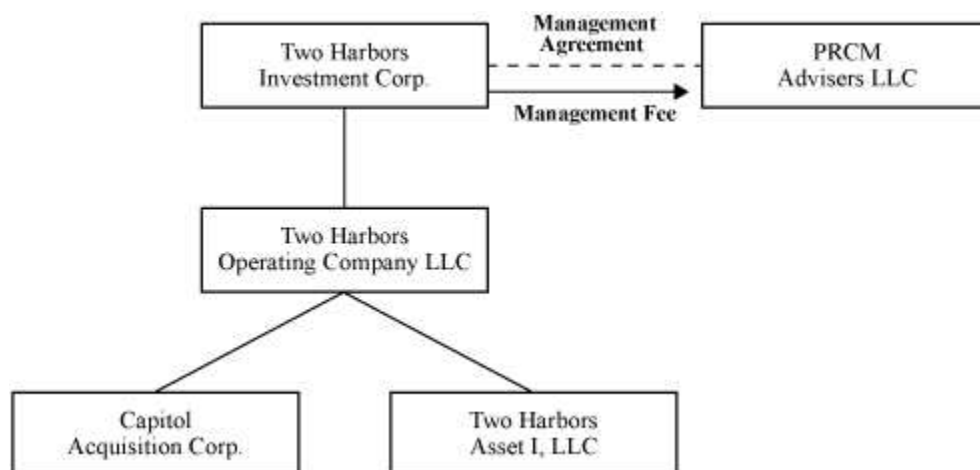 Two Harbors
Investment Corp.
Management
Agreement
Management Fee
PRCM
Advisers LLC
Two Harbors
Operating Company LLC
Capitol
Acquisition Corp.
Two Harbors
Asset I, LLC